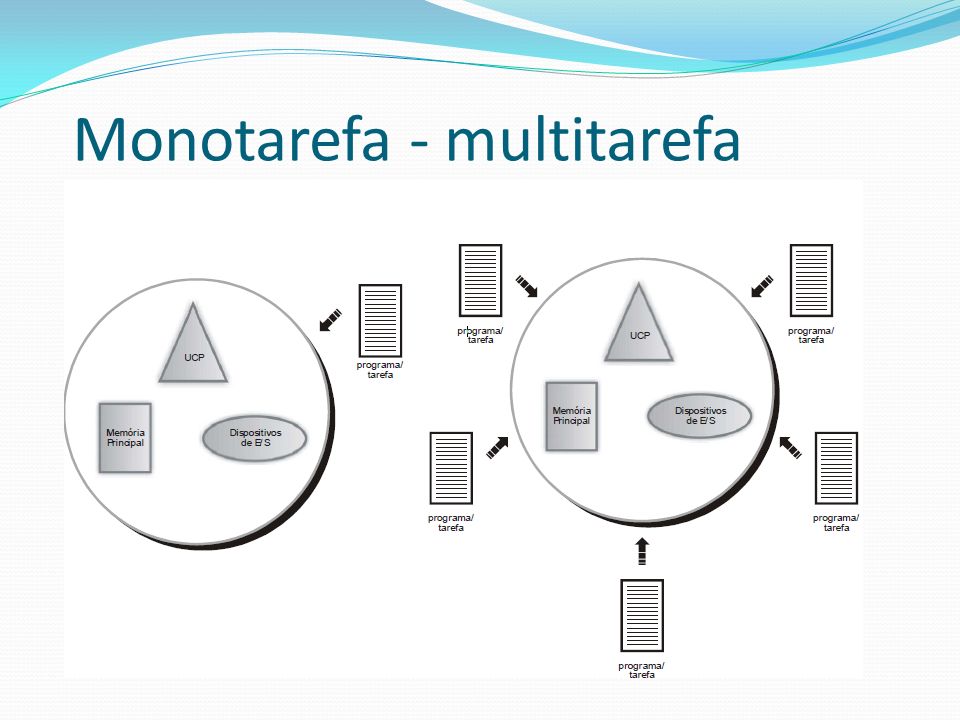 Monotarefa - multitarefa
UCP
Memória
Principal
Dispositivos
de E/S
programa/
tarefa
programa/
tarefa
programa/
tarefa
UCP
Memória
Principal
Dispositivos
de E/S
programa/
tarefa
programa/
tarefa
programa/
tarefa